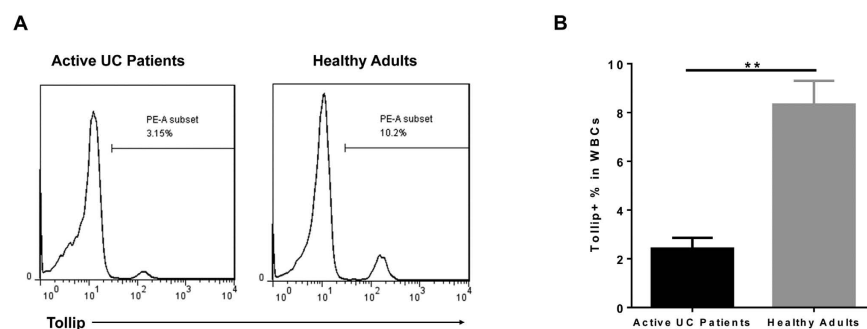 A
Active UC Patients
Healthy Adults
PE-A subset
3.15%
PE-A subset
10.2%
0
10^0 10^1 10^2 10^3 10^4
0
10^0 10^1 10^2 10^3 10^4
Tollip
B
**
10
8
6
4
2
0
Tollip+ % in WBCs
Active UC Patients
Healthy Adults